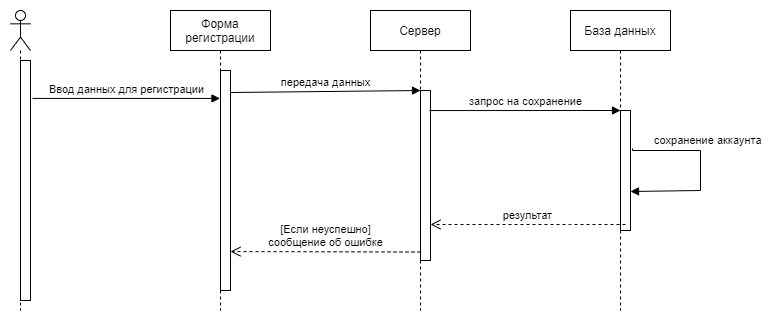 Форма
регистрации
Сервер
База данных
Ввод данных для регистрации
передача данных
запрос на сохранение
сохранение аккаунта
результат
[Если неуспешно]
сообщение об ошибке